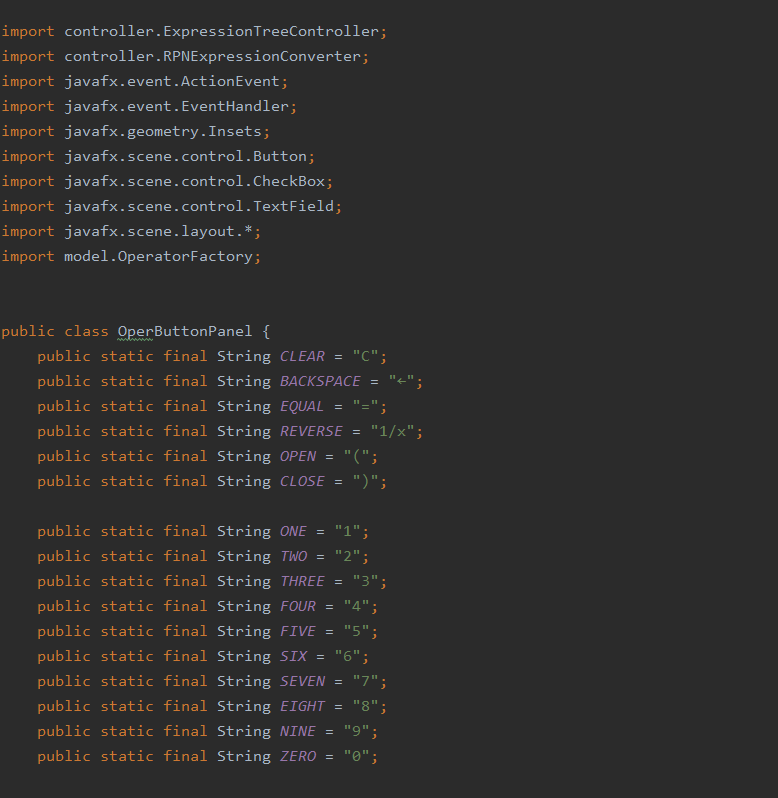 import controller.ExpressionTreeController;
import controller.RPNExpressionConverter;
import javafx.event.ActionEvent;
import javafx.event.EventHandler;
import javafx.geometry.Insets;
import javafx.scene.control.Button;
import javafx.scene.control.CheckBox;
import javafx.scene.control.TextField;
import javafx.scene.layout.*;
import model.OperatorFactory;
public class OperButtonPanel {
public static final String CLEAR = "C";
public static final String BACKSPACE = "←";
public static final String EQUAL = "=";
public static final String REVERSE = "1/x";
public static final String OPEN = "(";
public static final String CLOSE = ")";
public static final String ONE = "1";
public static final String TWO = "2";
public static final String THREE = "3";
public static final String FOUR = "4";
public static final String FIVE = "5";
public static final String SIX = "6";
public static final String SEVEN = "7";
public static final String EIGHT = "8";
public static final String NINE = "9";
public static final String ZERO = "0";